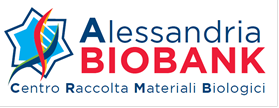 Alessandria
BIOBANK
Centro Raccolta Materiali Biologici